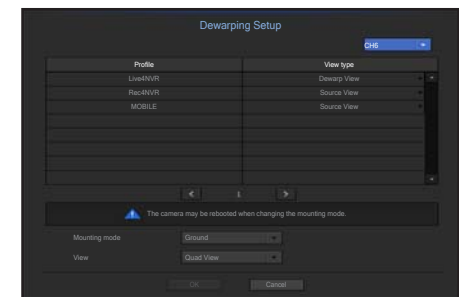 Dewarping Setup
CH6
Profile View type
Live4NVR Dewarp View
Rec4NVR Source View
MOBILE Source View
1
The camera may be rebooted when changing the mounting mode.
Mounting mode Ground
View Quad View
OK Cancel